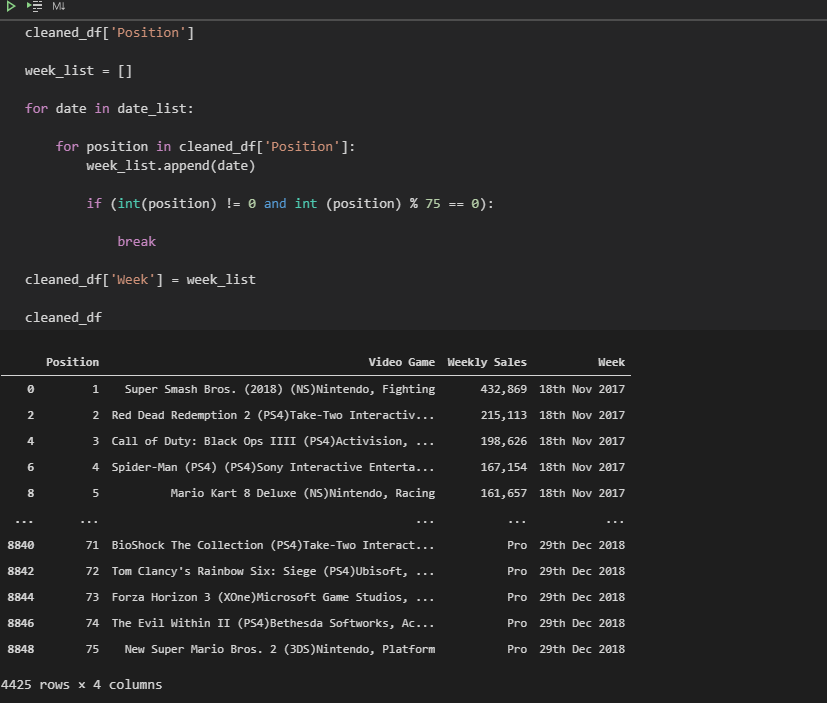 M↓
cleaned_df['Position']
week_list = []
for date in date_list:
for position in cleaned_df['Position']:
week_list.append(date)
if (int(position) != 0 and int (position) % 75 == 0):
break
cleaned_df['Week'] = week_list
cleaned_df
Position Video Game Weekly Sales Week
0 1 Super Smash Bros. (2018) (NS)Nintendo, Fighting 432,869 18th Nov 2017
2 2 Red Dead Redemption 2 (PS4)Take-Two Interactiv... 215,113 18th Nov 2017
4 3 Call of Duty: Black Ops IIII (PS4)Activision, ... 198,626 18th Nov 2017
6 4 Spider-Man (PS4) (PS4)Sony Interactive Enterta... 167,154 18th Nov 2017
8 5 Mario Kart 8 Deluxe (NS)Nintendo, Racing 161,657 18th Nov 2017
... ... ... ... ...
8840 71 BioShock The Collection (PS4)Take-Two Interact... Pro 29th Dec 2018
8842 72 Tom Clancy's Rainbow Six: Siege (PS4)Ubisoft, ... Pro 29th Dec 2018
8844 73 Forza Horizon 3 (XOne)Microsoft Game Studios, ... Pro 29th Dec 2018
8846 74 The Evil Within II (PS4)Bethesda Softworks, Ac... Pro 29th Dec 2018
8848 75 New Super Mario Bros. 2 (3DS)Nintendo, Platform Pro 29th Dec 2018
4425 rows × 4 columns